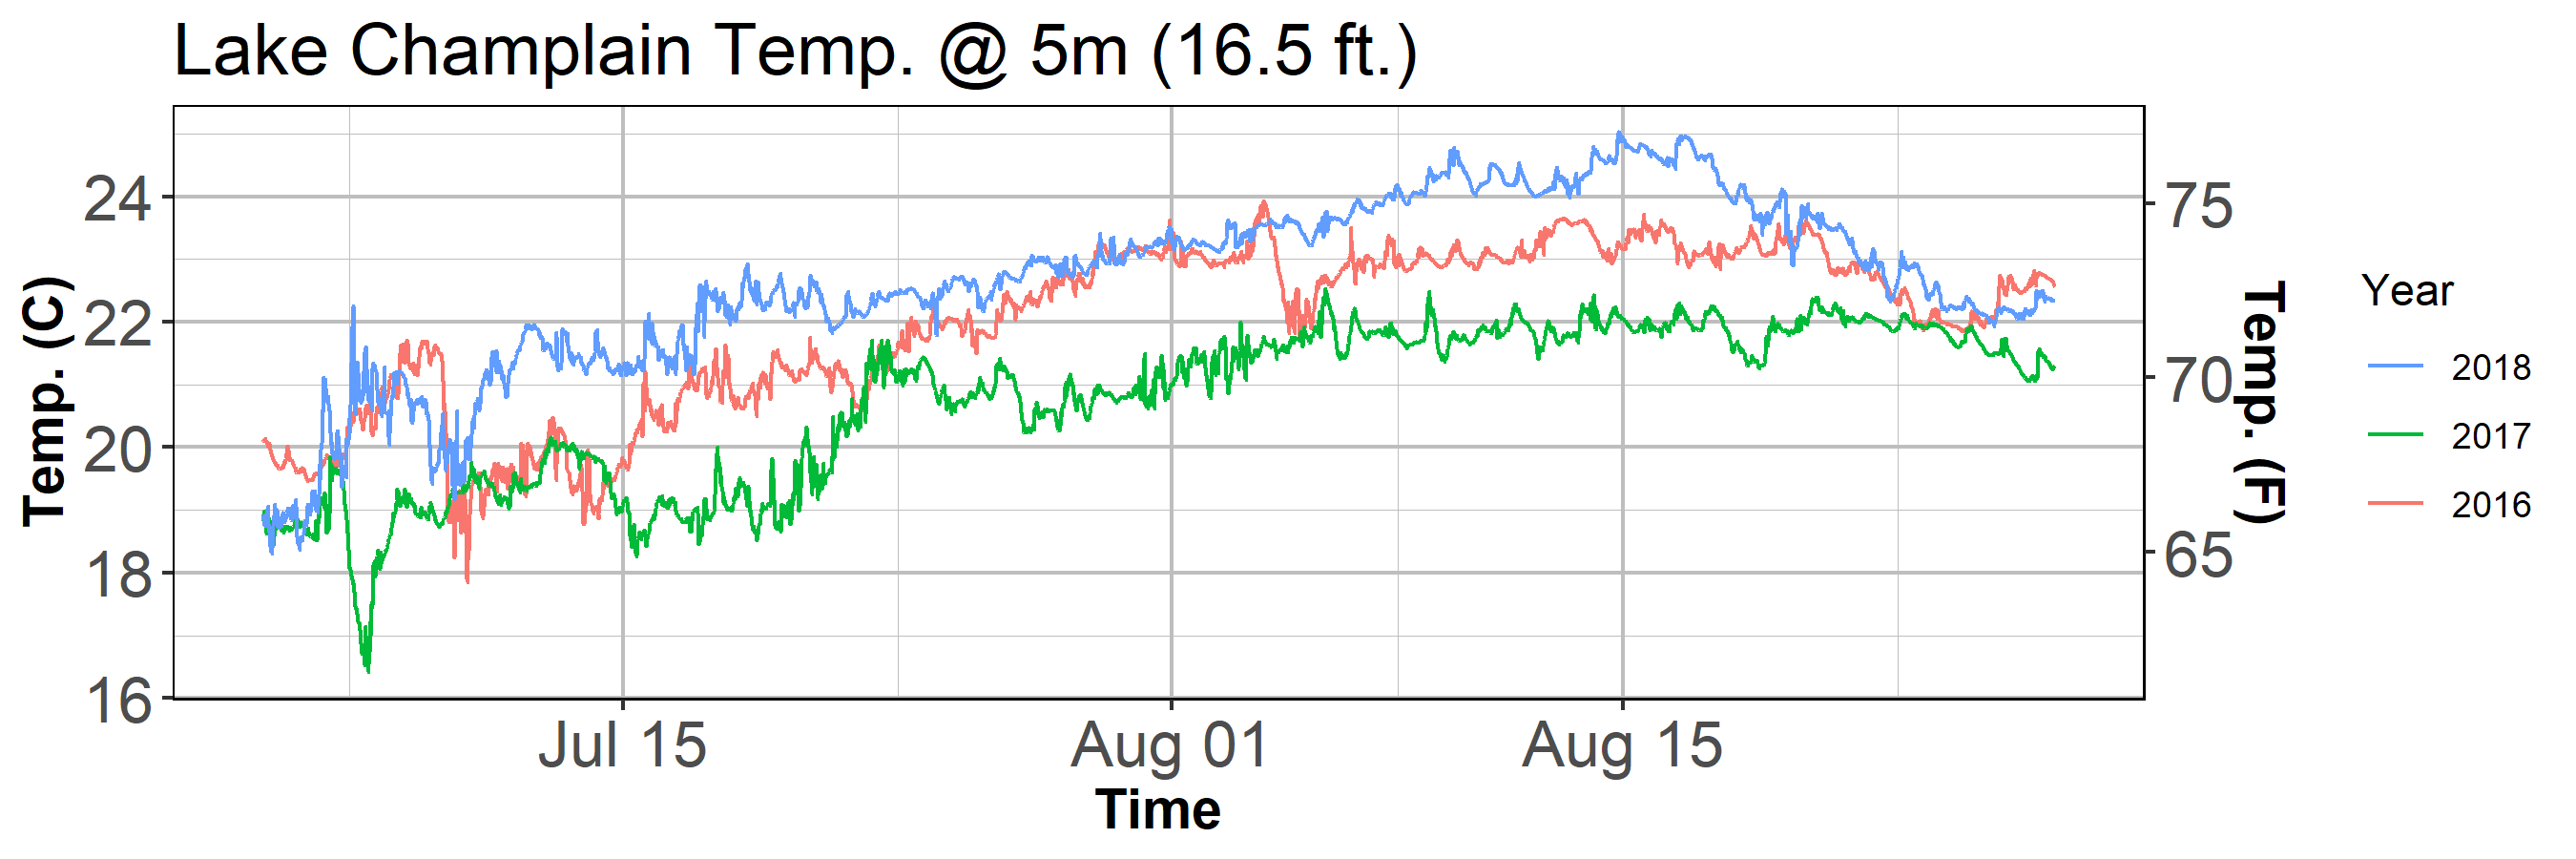 Lake Champlain Temp. @ 5m (16.5 ft.)
Temp. (C)
24
22
20
18
16
Jul 15
Aug 01
Aug 15
Time
75
70
65
Temp. (F)
Year
2018
2017
2016